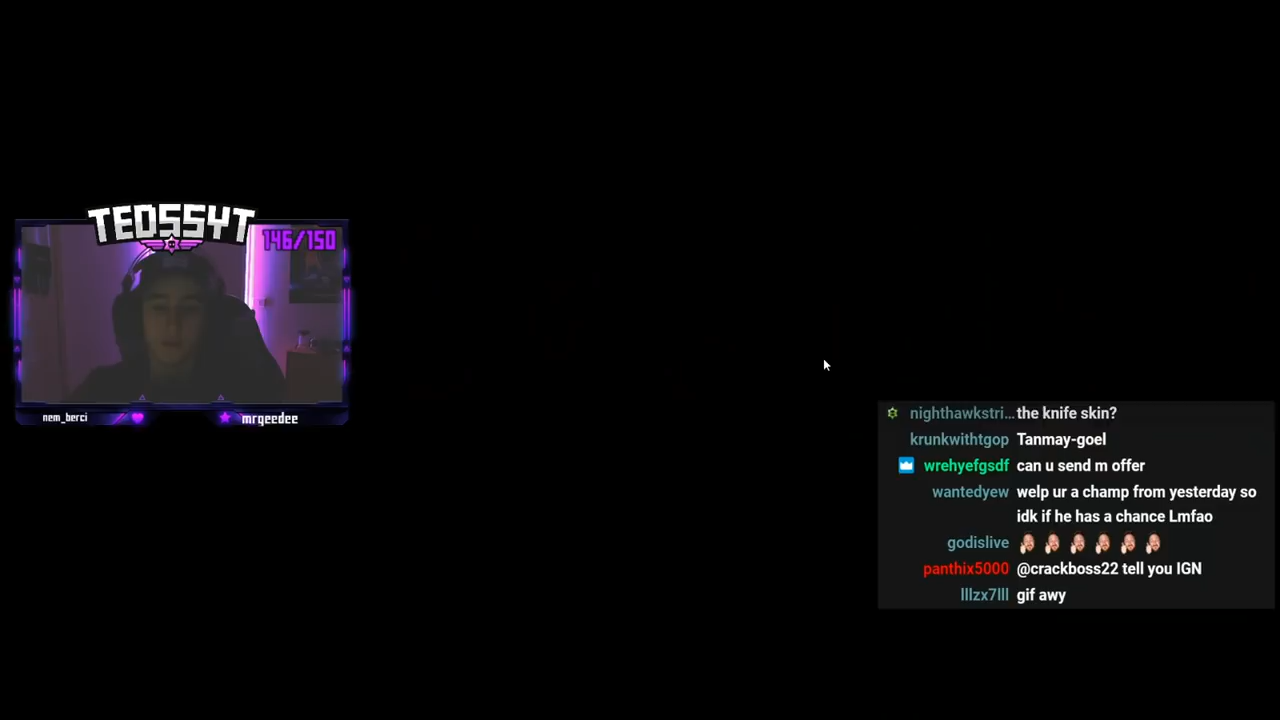 TEDSSYT
146/150
nem_berci
mrgeedee
nighthawkstri... the knife skin?
krunkwithtgop Tanmay-goel
wrehyefgsdf can u send m offer
wantedyew welp ur a champ from yesterday so
idk if he has a chance Lmfao
godislive
panthix5000 @crackboss22 tell you IGN
lllzx7lll gif awy